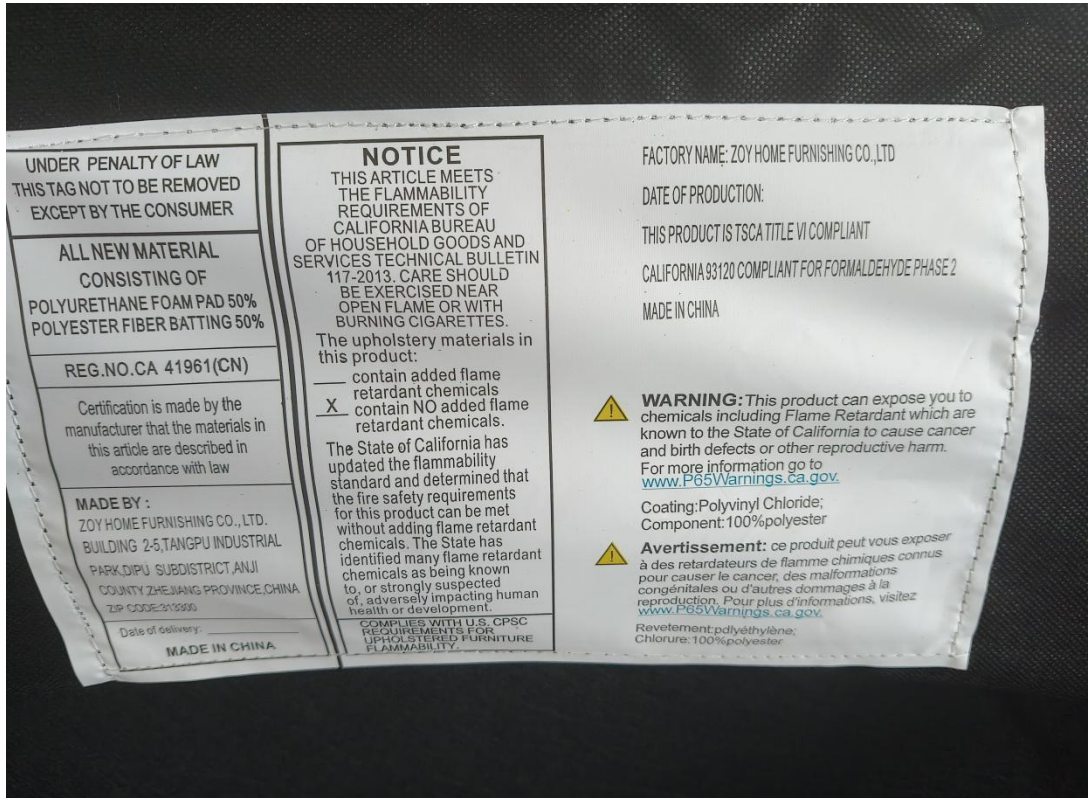 UNDER PENALTY OF LAW
THIS TAG NOT TO BE REMOVED
EXCEPT BY THE CONSUMER
ALL NEW MATERIAL
CONSISTING OF
POLYURETHANE FOAM PAD 50%
POLYESTER FIBER BATTING 50%
REG.NO.CA 41961(CN)
Certification is made by the
manufacturer that the materials in
this article are described in
accordance with law
MADE BY :
ZOY HOME FURNISHING CO., LTD.
BUILDING 2-5,TANGPU INDUSTRIAL
PARK,DIPU SUBDISTRICT,ANJI
COUNTY ZHEJIANG PROVINCE,CHINA
ZIP CODE:313300
Date of delivery:
MADE IN CHINA
NOTICE
THIS ARTICLE MEETS
THE FLAMMABILITY
REQUIREMENTS OF
CALIFORNIA BUREAU
OF HOUSEHOLD GOODS AND
SERVICES TECHNICAL BULLETIN
117-2013. CARE SHOULD
BE EXERCISED NEAR
OPEN FLAME OR WITH
BURNING CIGARETTES.
The upholstery materials in
this product:
___ contain added flame
retardant chemicals
X contain NO added flame
retardant chemicals.
The State of California has
updated the flammability
standard and determined that
the fire safety requirements
for this product can be met
without adding flame retardant
chemicals. The State has
identified many flame retardant
chemicals as being known
to, or strongly suspected
of, adversely impacting human
health or development.
COMPLIES WITH U.S. CPSC
REQUIREMENTS FOR
UPHOLSTERED FURNITURE
FLAMMABILITY.
FACTORY NAME: ZOY HOME FURNISHING CO.,LTD
DATE OF PRODUCTION:
THIS PRODUCT IS TSCA TITLE VI COMPLIANT
CALIFORNIA 93120 COMPLIANT FOR FORMALDEHYDE PHASE 2
MADE IN CHINA
WARNING: This product can expose you to
chemicals including Flame Retardant which are
known to the State of California to cause cancer
and birth defects or other reproductive harm.
For more information go to
www.P65Warnings.ca.gov.
Coating:Polyvinyl Chloride;
Component:100%polyester
Avertissement: ce produit peut vous exposer
à des retardateurs de flamme chimiques connus
pour causer le cancer, des malformations
congénitales ou d'autres dommages à la
reproduction. Pour plus d'informations, visitez
www.P65Warnings.ca.gov.
Revetement:pdlyéthylène;
Chlorure:100%polyester